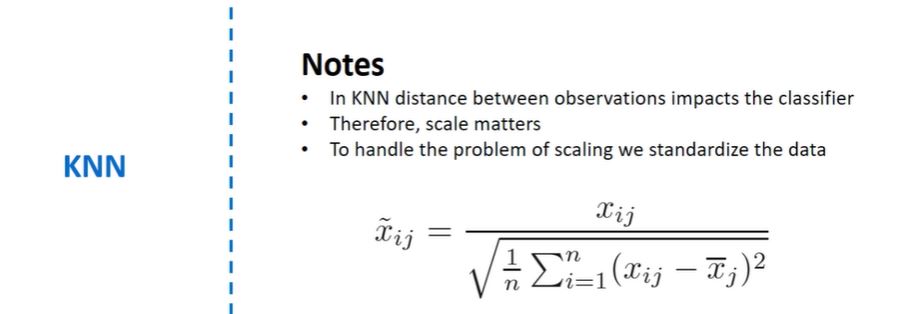 KNN
Notes
• In KNN distance between observations impacts the classifier
• Therefore, scale matters
• To handle the problem of scaling we standardize the data
x̃_{ij} = \frac{x_{ij}}{\sqrt{\frac{1}{n} \sum_{i=1}^{n} (x_{ij} - \overline{x}_j)^2}}